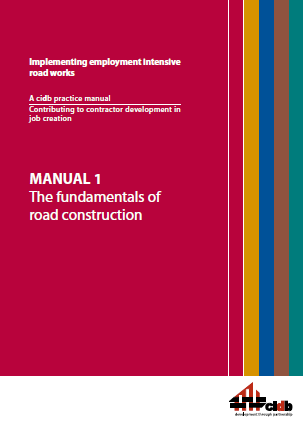 Implementing employment intensive
road works
A cidb practice manual
Contributing to contractor development in
job creation
MANUAL 1
The fundamentals of
road construction
cidb
development through partnership